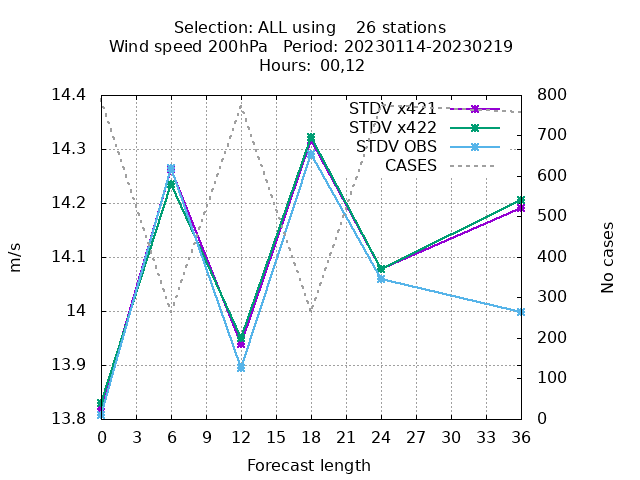 Selection: ALL using    26 stations
Wind speed 200hPa   Period: 20230114-20230219
Hours:  00,12
14.4
14.3
14.2
14.1
14
13.9
13.8
m/s
STDV x421
STDV x422
STDV OBS
CASES
800
700
600
500
400
300
200
100
0
No cases
0 3 6 9 12 15 18 21 24 27 30 33 36
Forecast length